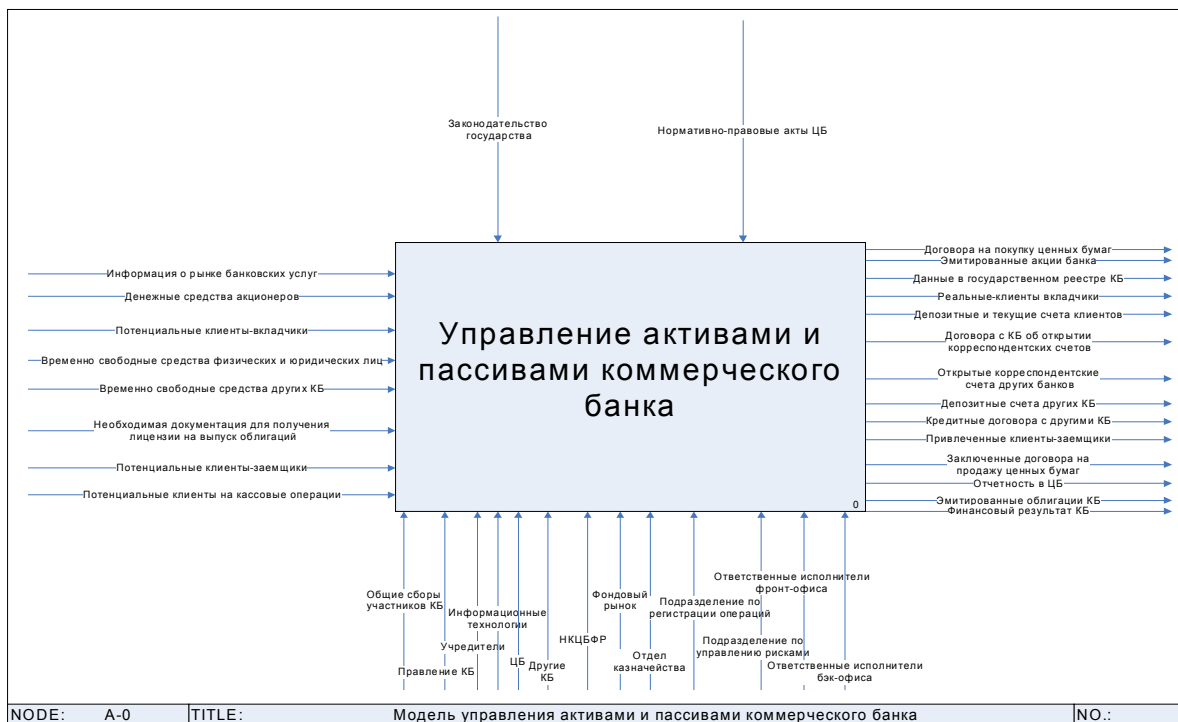 Законодательство
государства
Нормативно-правовые акты ЦБ
Информация о рынке банковских услуг
Денежные средства акционеров
Потенциальные клиенты-вкладчики
Временно свободные средства физических и юридических лиц
Временно свободные средства других КБ
Необходимая документация для получения
лицензии на выпуск облигаций
Потенциальные клиенты-заемщики
Потенциальные клиенты на кассовые операции
Управление активами и
пассивами коммерческого
банка
0
Договора на покупку ценных бумаг
Эмитированные акции банка
Данные в государственном реестре КБ
Реальные-клиенты вкладчики
Депозитные и текущие счета клиентов
Договора с КБ об открытии
корреспондентских счетов
Открытые корреспондентские
счета других банков
Депозитные счета других КБ
Кредитные договора с другими КБ
Привлеченные клиенты-заемщики
Заключенные договора на
продажу ценных бумаг
Отчетность в ЦБ
Эмитированные облигации КБ
Финансовый результат КБ
Общие сборы
участников КБ
Правление КБ
Учредители
Информационные
технологии
ЦБ
Другие
КБ
НКЦБФР
Фондовый
рынок
Отдел
казначейства
Подразделение по
регистрации операций
Подразделение по
управлению рисками
Ответственные исполнители
фронт-офиса
Ответственные исполнители
бэк-офиса
NODE: A-0 TITLE: Модель управления активами и пассивами коммерческого банка NO.: